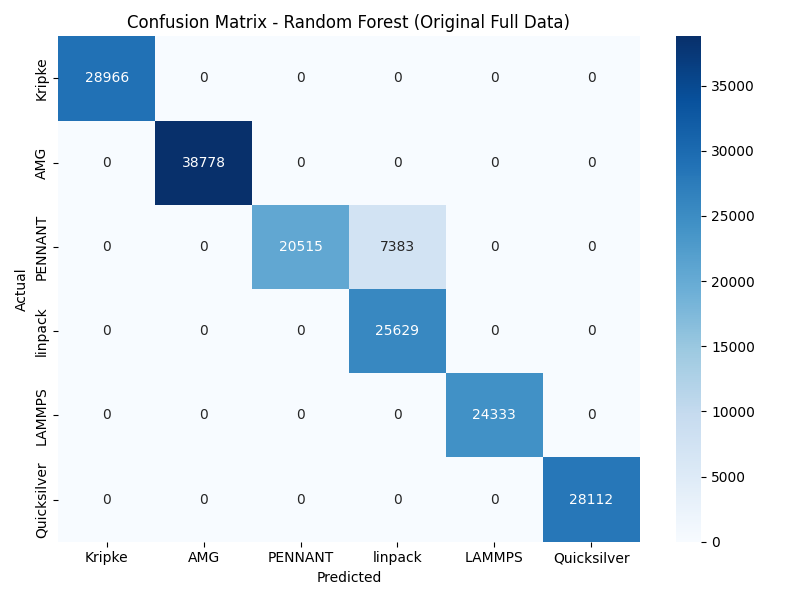 Confusion Matrix - Random Forest (Original Full Data)
Actual
Kripke
28966 0 0 0 0 0
AMG
0 38778 0 0 0 0
PENNANT
0 0 20515 7383 0 0
linpack
0 0 0 25629 0 0
LAMMPS
0 0 0 0 24333 0
Quicksilver
0 0 0 0 0 28112
Kripke AMG PENNANT linpack LAMMPS Quicksilver
Predicted
35000
30000
25000
20000
15000
10000
5000
0